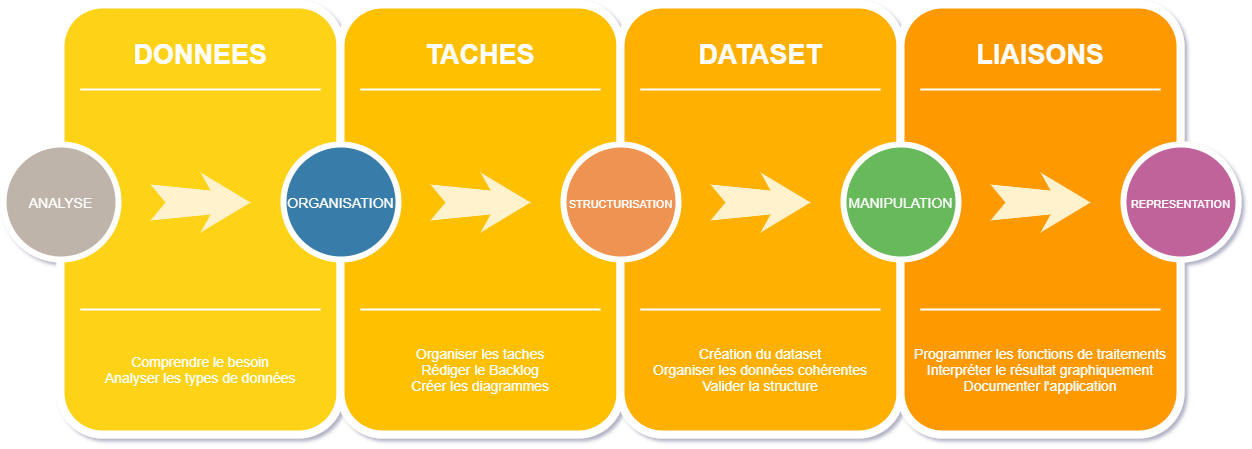 DONNEES
TACHES
DATASET
LIAISONS
ANALYSE
ORGANISATION
STRUCTURISATION
MANIPULATION
REPRESENTATION
Comprendre le besoin
Analyser les types de données
Organiser les taches
Rédiger le Backlog
Créer les diagrammes
Création du dataset
Organiser les données cohérentes
Valider la structure
Programmer les fonctions de traitements
Interpréter le résultat graphiquement
Documenter l'application